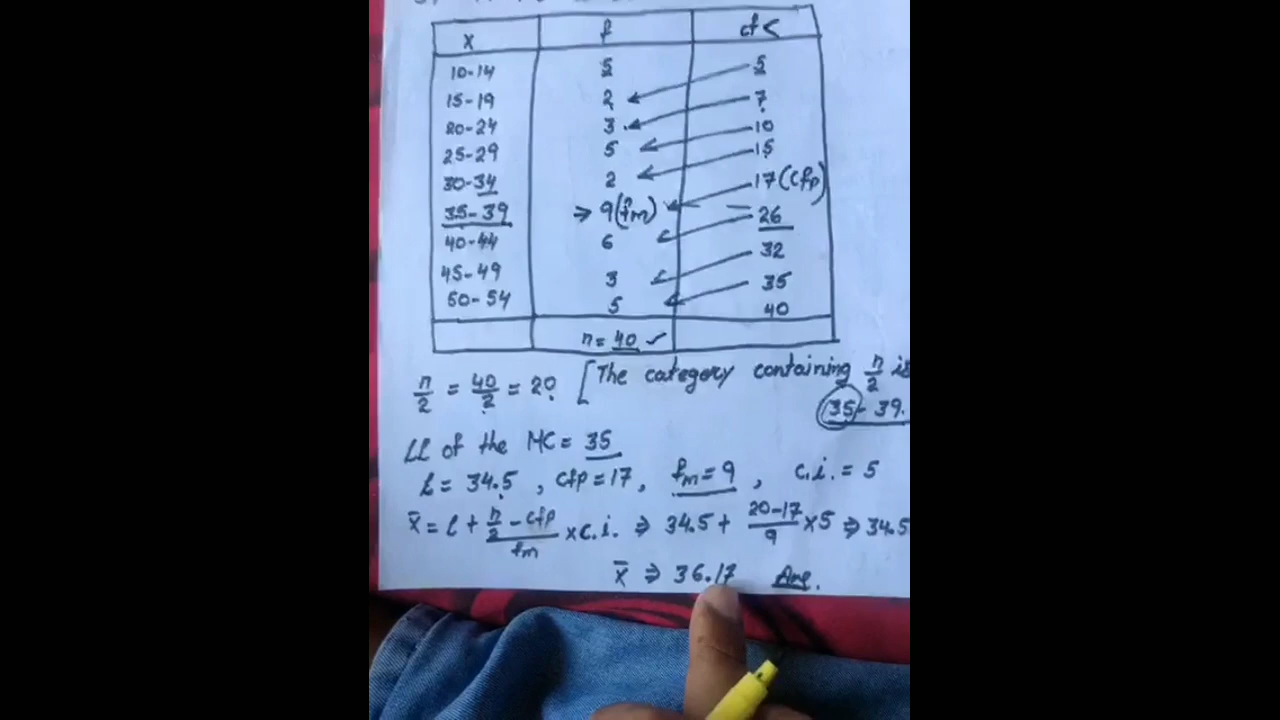 x f cf<
10-14 5 5
15-19 2 7
20-24 3 10
25-29 5 15
30-34 2 17(cfp)
35-39 ⇒ 9(fm) 26
40-44 6 32
45-49 3 35
50-54 5 40
n = 40 ✓
n/2 = 40/2 = 20 [The category containing n/2 is
35-39.
LL of the MC = 35
L = 34.5, cfp = 17, fm = 9, c.i. = 5
x̄ = L + (n/2 - cfp)/fm × c.i. ⇒ 34.5 + (20-17)/9 × 5 ⇒ 34.5
x̄ ⇒ 36.17 Ans.